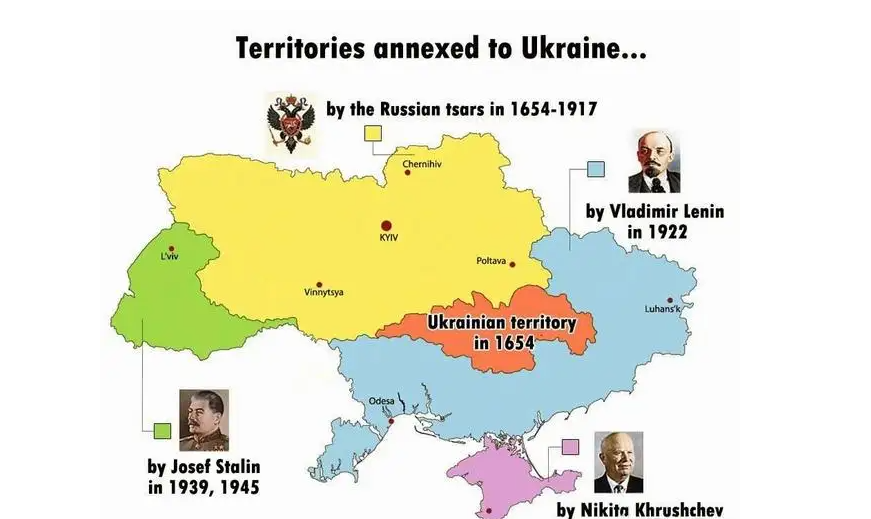 Territories annexed to Ukraine...
by the Russian tsars in 1654-1917
Chernihiv
by Vladimir Lenin
in 1922
L'viv
KYIV
Poltava
Vinnytsya
Luhans'k
Ukrainian territory
in 1654
Odesa
by Josef Stalin
in 1939, 1945
by Nikita Khrushchev